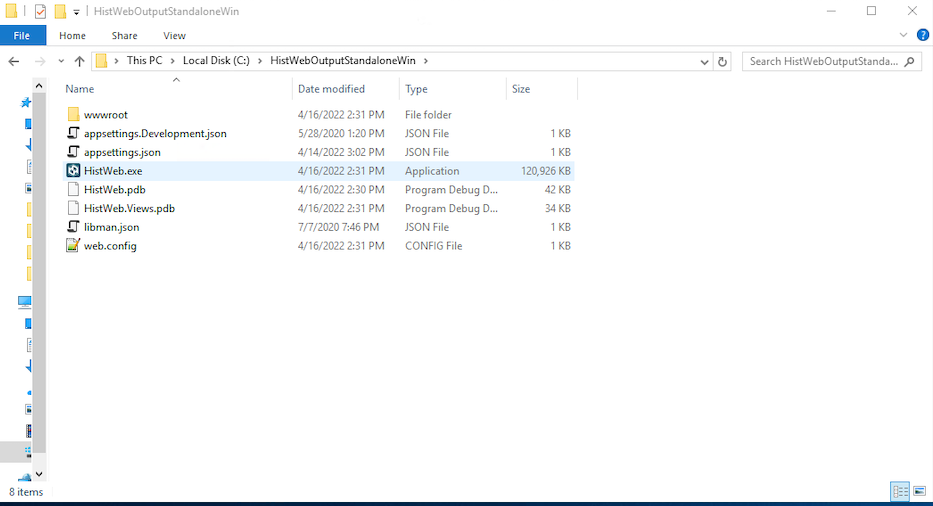 HistWebOutputStandaloneWin
File Home Share View
This PC Local Disk (C:) HistWebOutputStandaloneWin Search HistWebOutputStanda...
Name Date modified Type Size
wwwroot 4/16/2022 2:31 PM File folder
appsettings.Development.json 5/28/2020 1:20 PM JSON File 1 KB
appsettings.json 4/14/2022 3:02 PM JSON File 1 KB
HistWeb.exe 4/16/2022 2:31 PM Application 120,926 KB
HistWeb.pdb 4/16/2022 2:30 PM Program Debug D... 42 KB
HistWeb.Views.pdb 4/16/2022 2:31 PM Program Debug D... 34 KB
libman.json 7/7/2020 7:46 PM JSON File 1 KB
web.config 4/16/2022 2:31 PM CONFIG File 1 KB
8 items